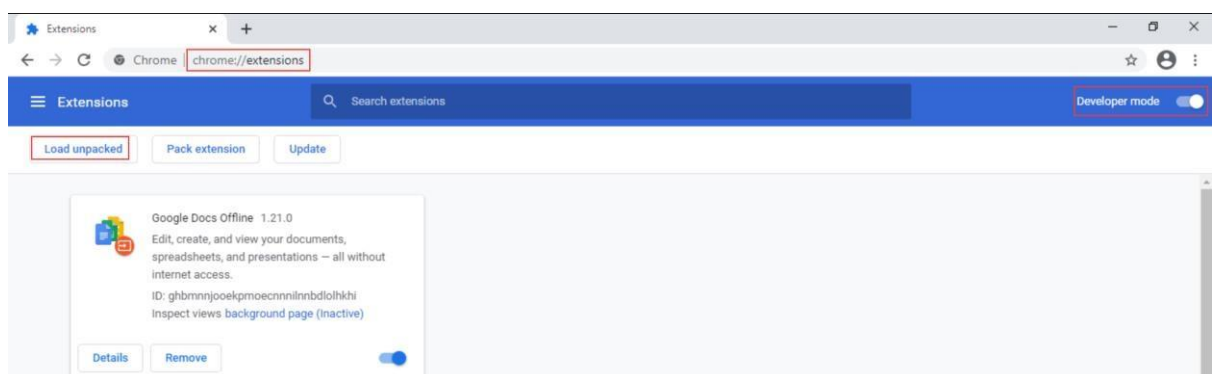 Extensions
Chrome | chrome://extensions
Extensions
Search extensions
Developer mode
Load unpacked
Pack extension
Update
Google Docs Offline 1.21.0
Edit, create, and view your documents,
spreadsheets, and presentations — all without
internet access.
ID: ghbmnnjooekpmoecnnnilnnbdlolhkhi
Inspect views background page (Inactive)
Details
Remove